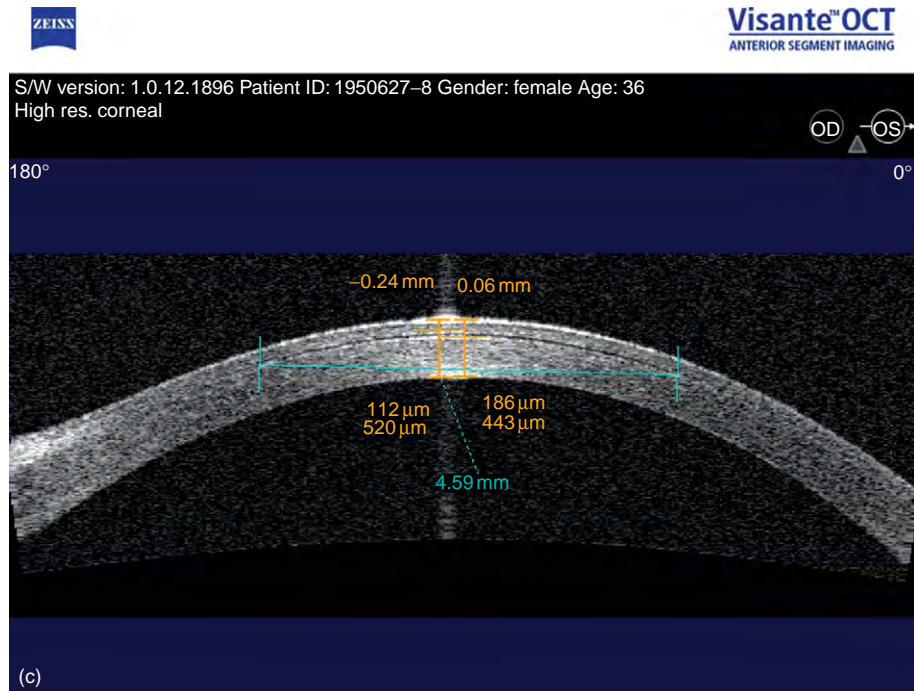 ZEISS
Visante™ OCT
ANTERIOR SEGMENT IMAGING
S/W version: 1.0.12.1896 Patient ID: 1950627–8 Gender: female Age: 36
High res. corneal
OD OS
180° 0°
–0.24 mm 0.06 mm
112 μm 186 μm
520 μm 443 μm
4.59 mm
(c)